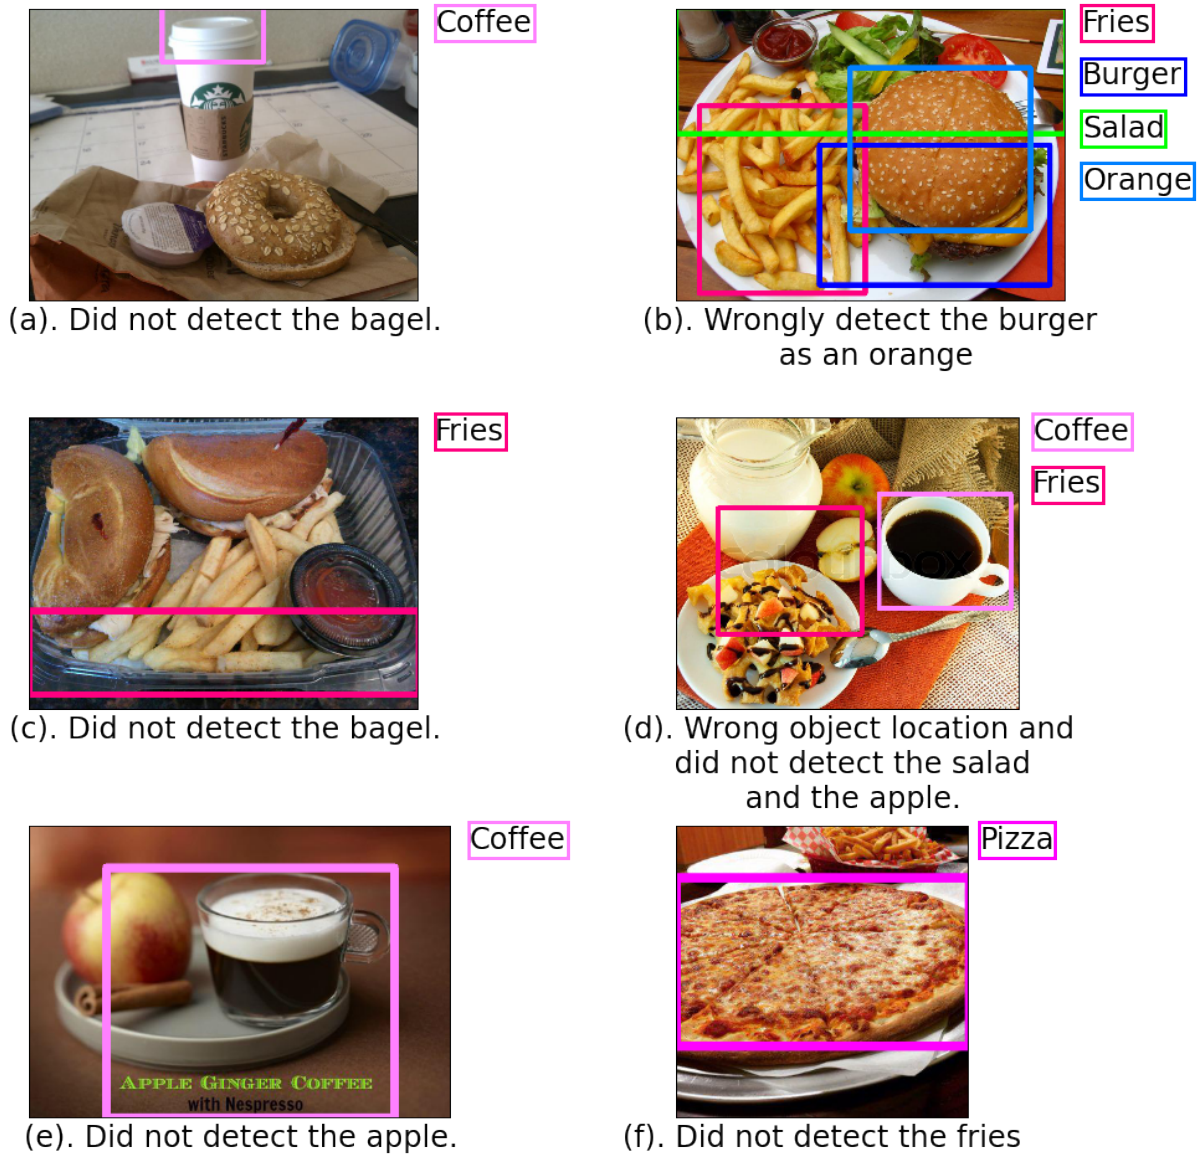 Coffee
(a). Did not detect the bagel.
Fries
Burger
Salad
Orange
(b). Wrongly detect the burger
as an orange
Fries
(c). Did not detect the bagel.
Coffee
Fries
(d). Wrong object location and
did not detect the salad
and the apple.
Coffee
APPLE GINGER COFFEE
with Nespresso
(e). Did not detect the apple.
Pizza
(f). Did not detect the fries